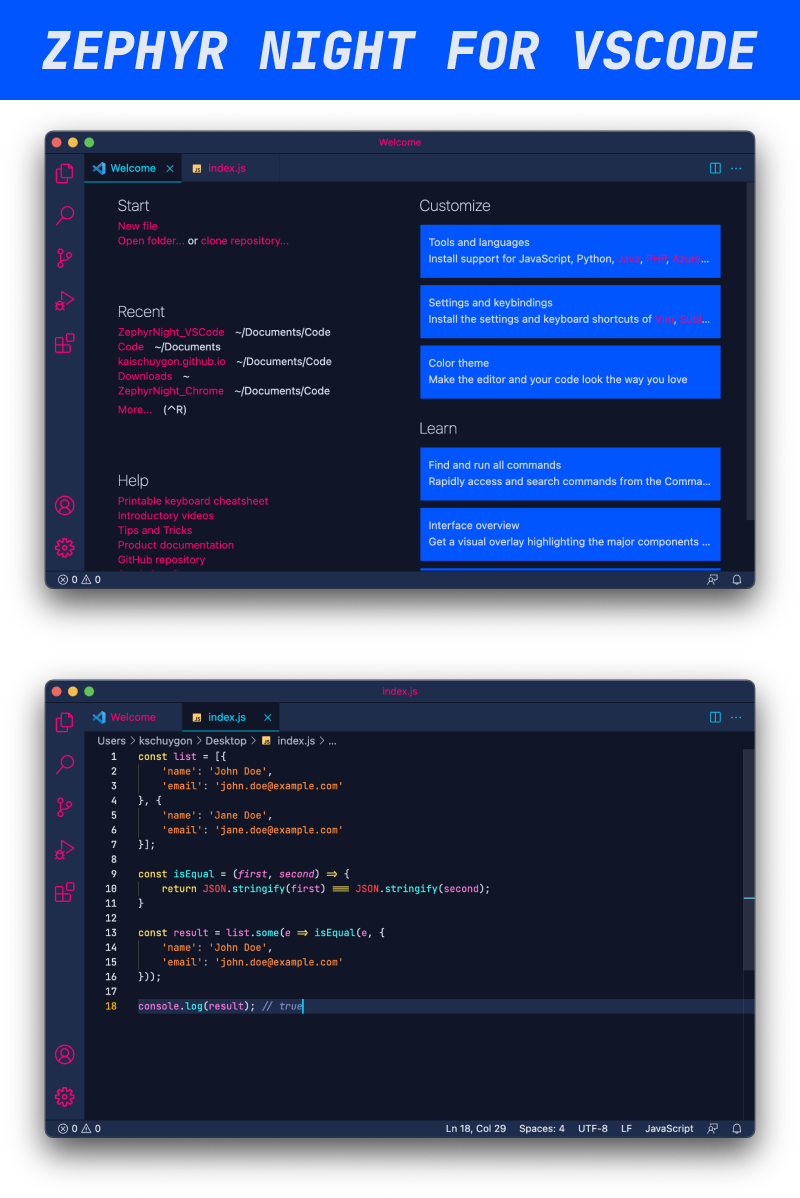 ZEPHYR NIGHT FOR VSCODE
Welcome
Welcome
index.js
Start
New file
Open folder... or clone repository...
Recent
ZephyrNight_VSCode ~/Documents/Code
Code ~/Documents
kaischuygon.github.io ~/Documents/Code
Downloads ~
ZephyrNight_Chrome ~/Documents/Code
More... (^R)
Help
Printable keyboard cheatsheet
Introductory videos
Tips and Tricks
Product documentation
GitHub repository
Customize
Tools and languages
Install support for JavaScript, Python, Java, PHP, Azure...
Settings and keybindings
Install the settings and keyboard shortcuts of Vim, Subl...
Color theme
Make the editor and your code look the way you love
Learn
Find and run all commands
Rapidly access and search commands from the Comma...
Interface overview
Get a visual overlay highlighting the major components ...
0 0
index.js
Welcome
index.js
Users > kschuygon > Desktop > index.js > ...
1 const list = [{
2 'name': 'John Doe',
3 'email': 'john.doe@example.com'
4 }, {
5 'name': 'Jane Doe',
6 'email': 'jane.doe@example.com'
7 }];
8
9 const isEqual = (first, second) => {
10 return JSON.stringify(first) === JSON.stringify(second);
11 }
12
13 const result = list.some(e => isEqual(e, {
14 'name': 'John Doe',
15 'email': 'john.doe@example.com'
16 }));
17
18 console.log(result); // true
0 0
Ln 18, Col 29 Spaces: 4 UTF-8 LF JavaScript